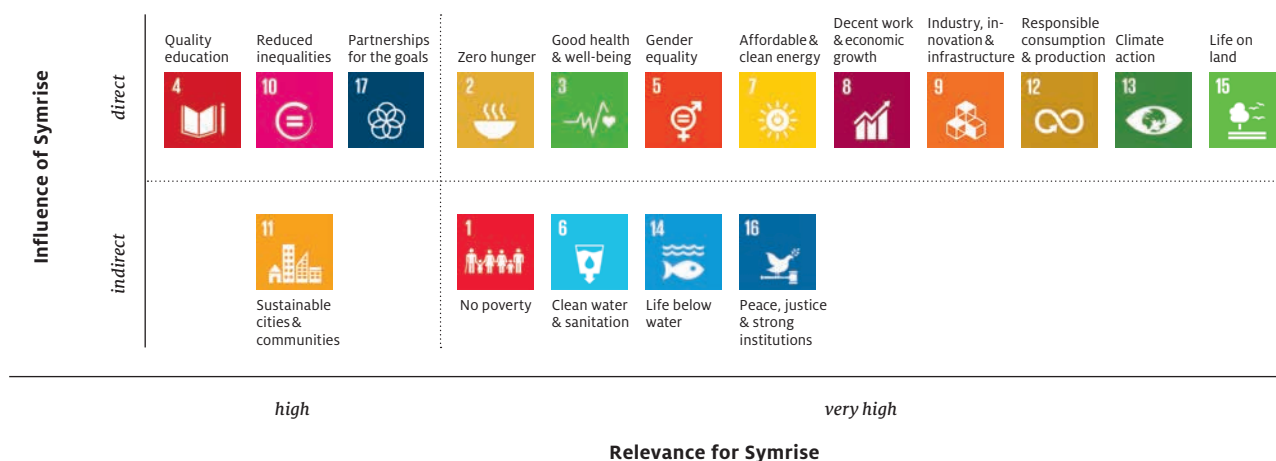 Influence of Symrise
direct
indirect
Quality
education
4
Reduced
inequalities
10
Partnerships
for the goals
17
Zero hunger
2
Good health
& well-being
3
Gender
equality
5
Affordable &
clean energy
7
Decent work
& economic
growth
8
Industry, in-
novation &
infrastructure
9
Responsible
consumption
& production
12
Climate
action
13
Life on
land
15
11
Sustainable
cities &
communities
1
No poverty
6
Clean water
& sanitation
14
Life below
water
16
Peace, justice
& strong
institutions
high
very high
Relevance for Symrise